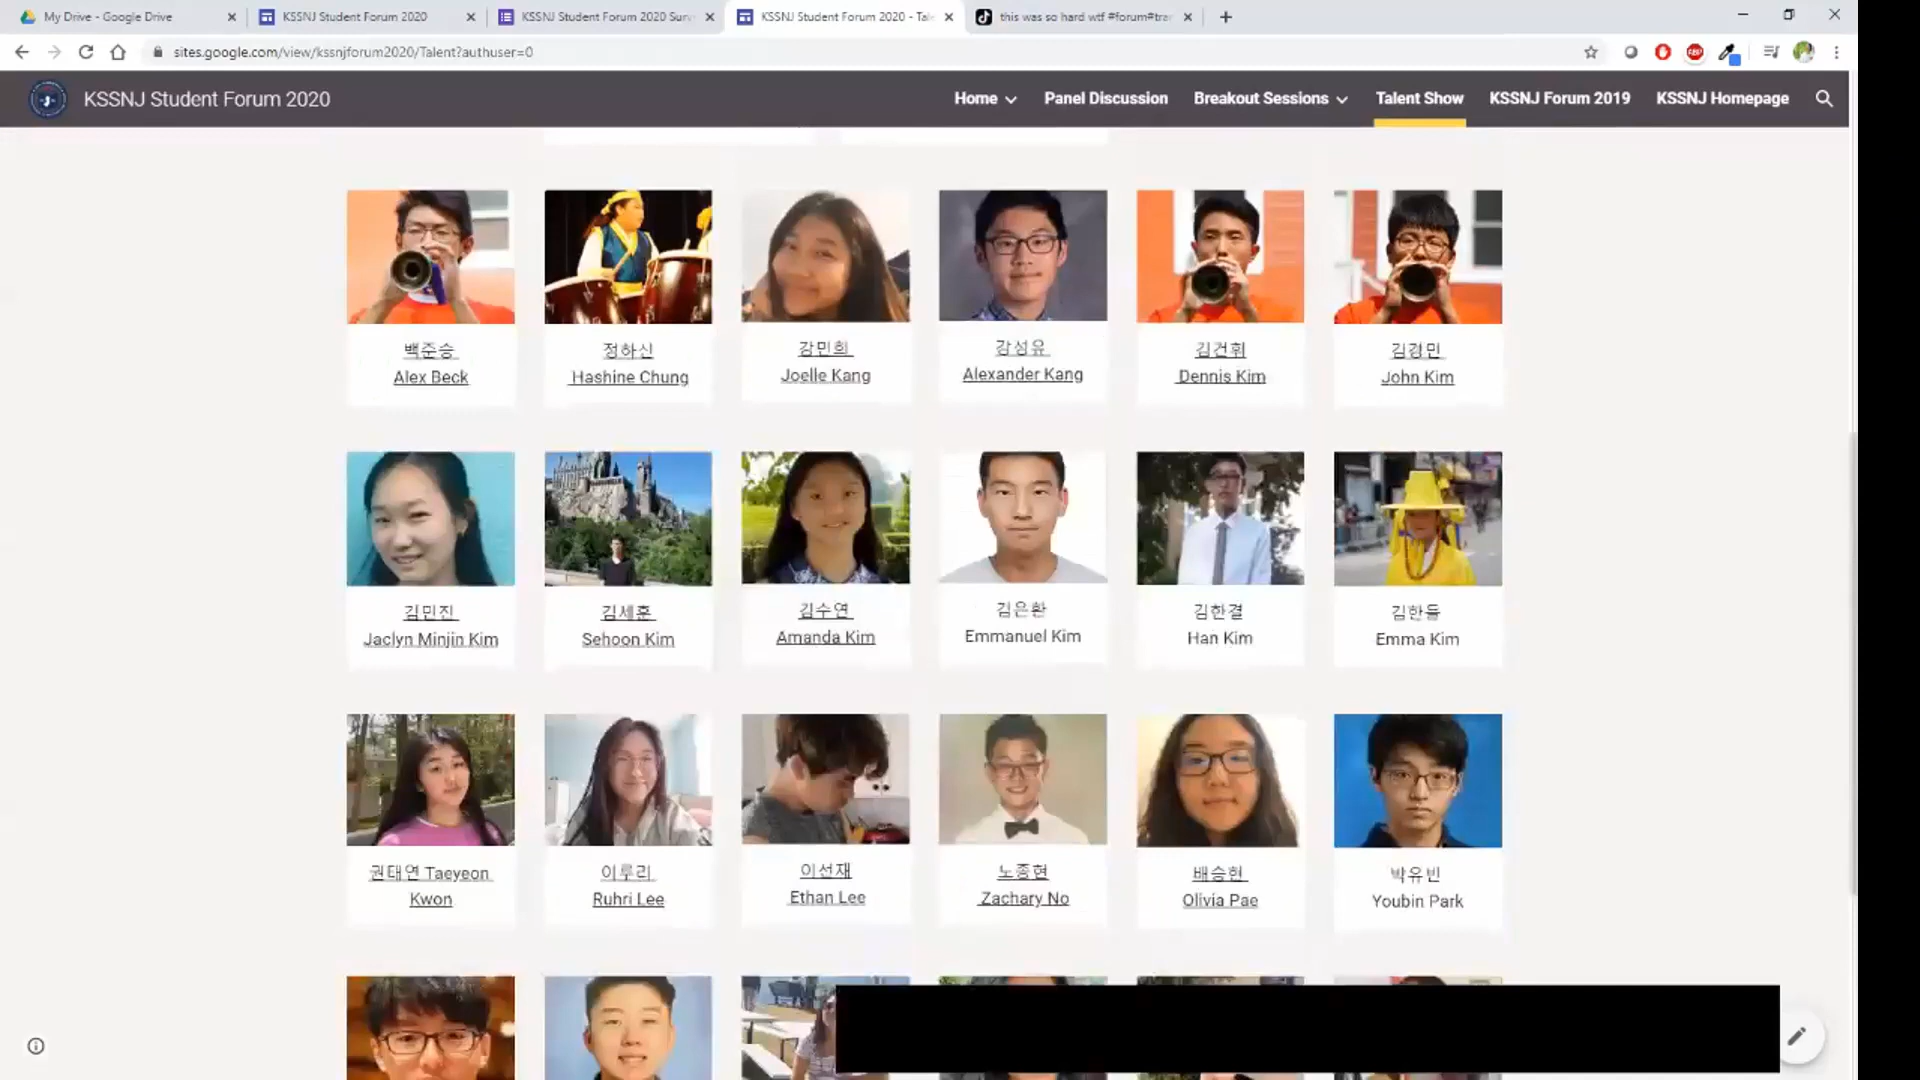 My Drive - Google Drive
KSSNJ Student Forum 2020
KSSNJ Student Forum 2020 Surv
KSSNJ Student Forum 2020 - Tale
this was so hard wtf #forum#trar
sites.google.com/view/kssnjforum2020/Talent?authuser=0
KSSNJ Student Forum 2020
Home
Panel Discussion
Breakout Sessions
Talent Show
KSSNJ Forum 2019
KSSNJ Homepage
백준승
Alex Beck
정하신
Hashine Chung
강민희
Joelle Kang
강성유
Alexander Kang
김건휘
Dennis Kim
김경민
John Kim
김민진
Jaclyn Minjin Kim
김세훈
Sehoon Kim
김수연
Amanda Kim
김은환
Emmanuel Kim
김한결
Han Kim
김한들
Emma Kim
권태연 Taeyeon
Kwon
이루리
Ruhri Lee
이선재
Ethan Lee
노종현
Zachary No
배승현
Olivia Pae
박유빈
Youbin Park